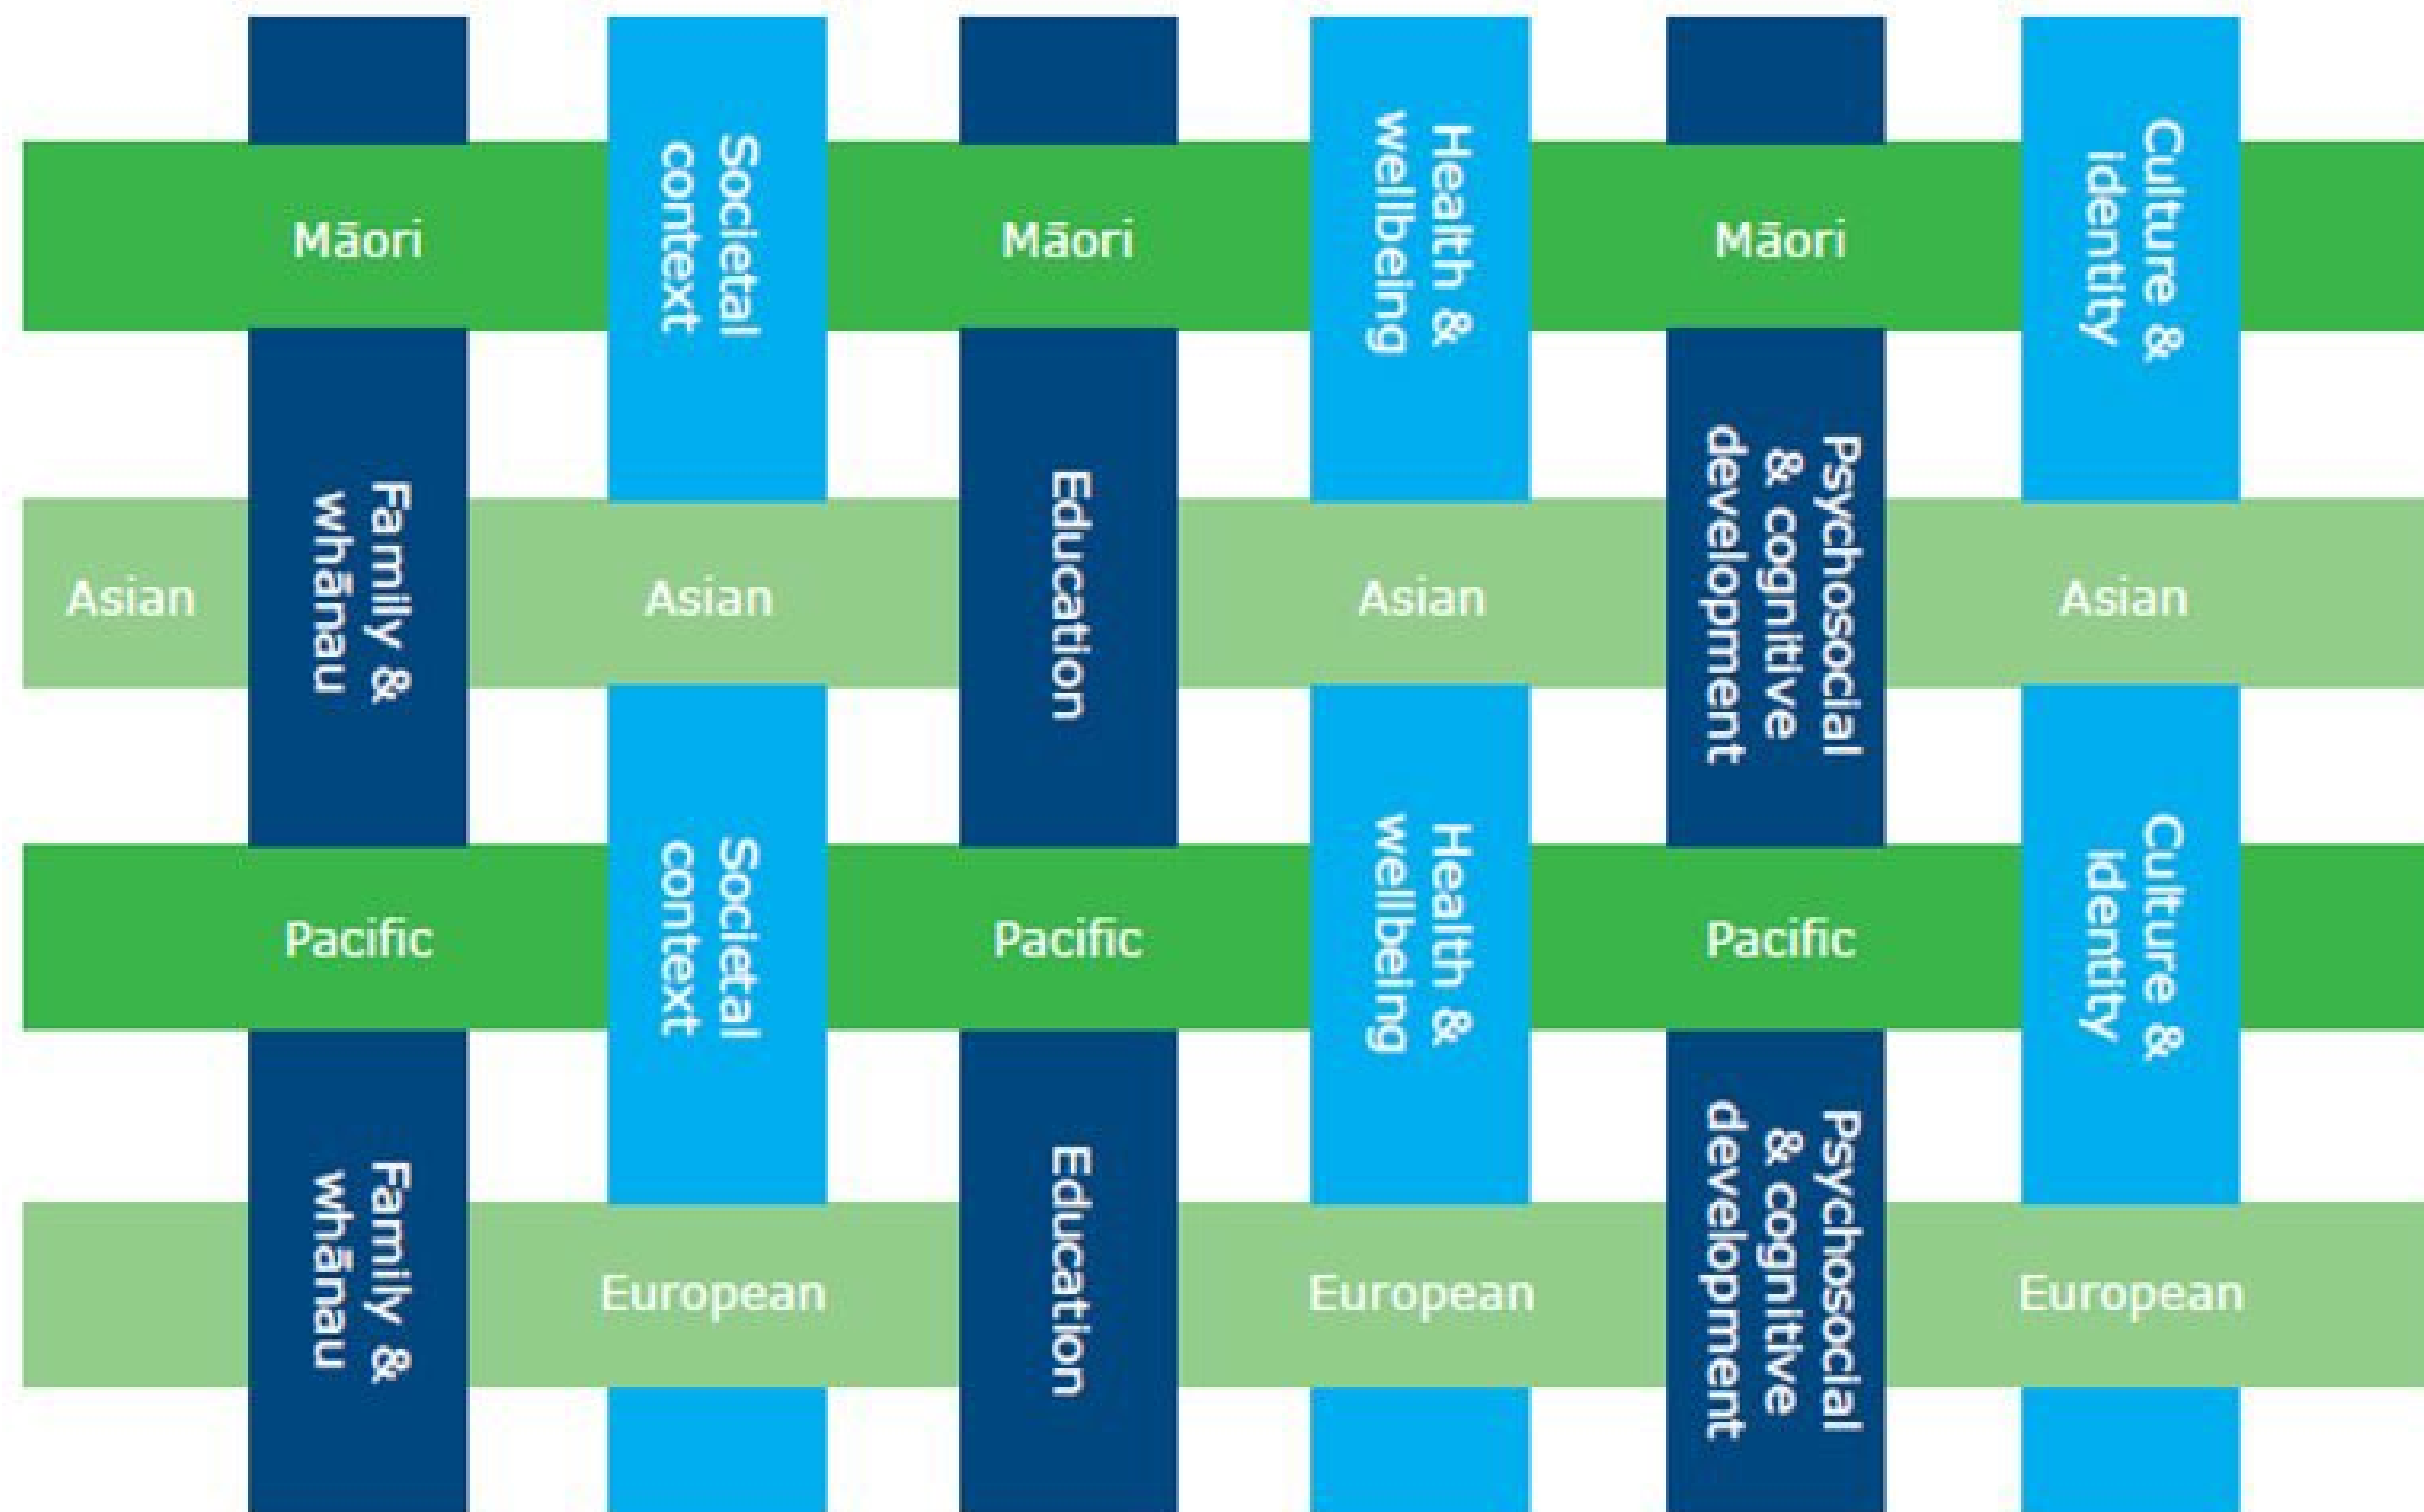 Māori
Societal
context
Māori
Health &
wellbeing
Māori
Culture &
identity
Asian
Family &
whānau
Asian
Education
Asian
Psychosocial
& cognitive
development
Asian
Pacific
Societal
context
Pacific
Health &
wellbeing
Pacific
Culture &
identity
Family &
whānau
European
Education
European
Psychosocial
& cognitive
development
European